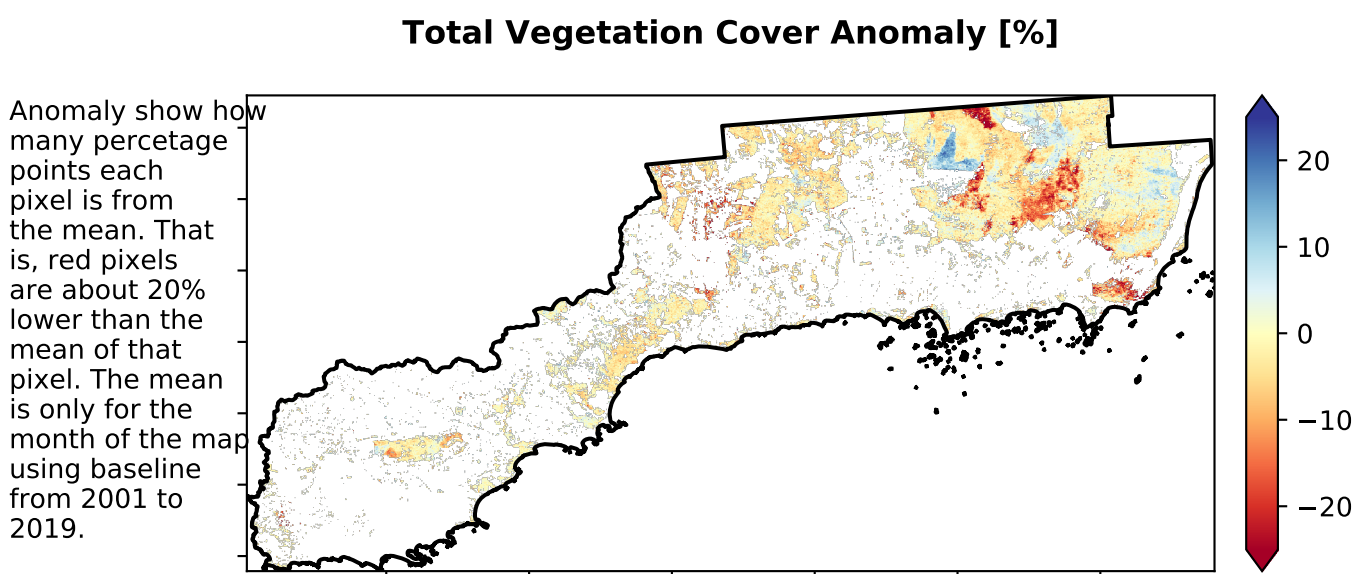 Total Vegetation Cover Anomaly [%]
Anomaly show how
many percetage
points each
pixel is from
the mean. That
is, red pixels
are about 20%
lower than the
mean of that
pixel. The mean
is only for the
month of the map
using baseline
from 2001 to
2019.
20
10
0
−10
−20